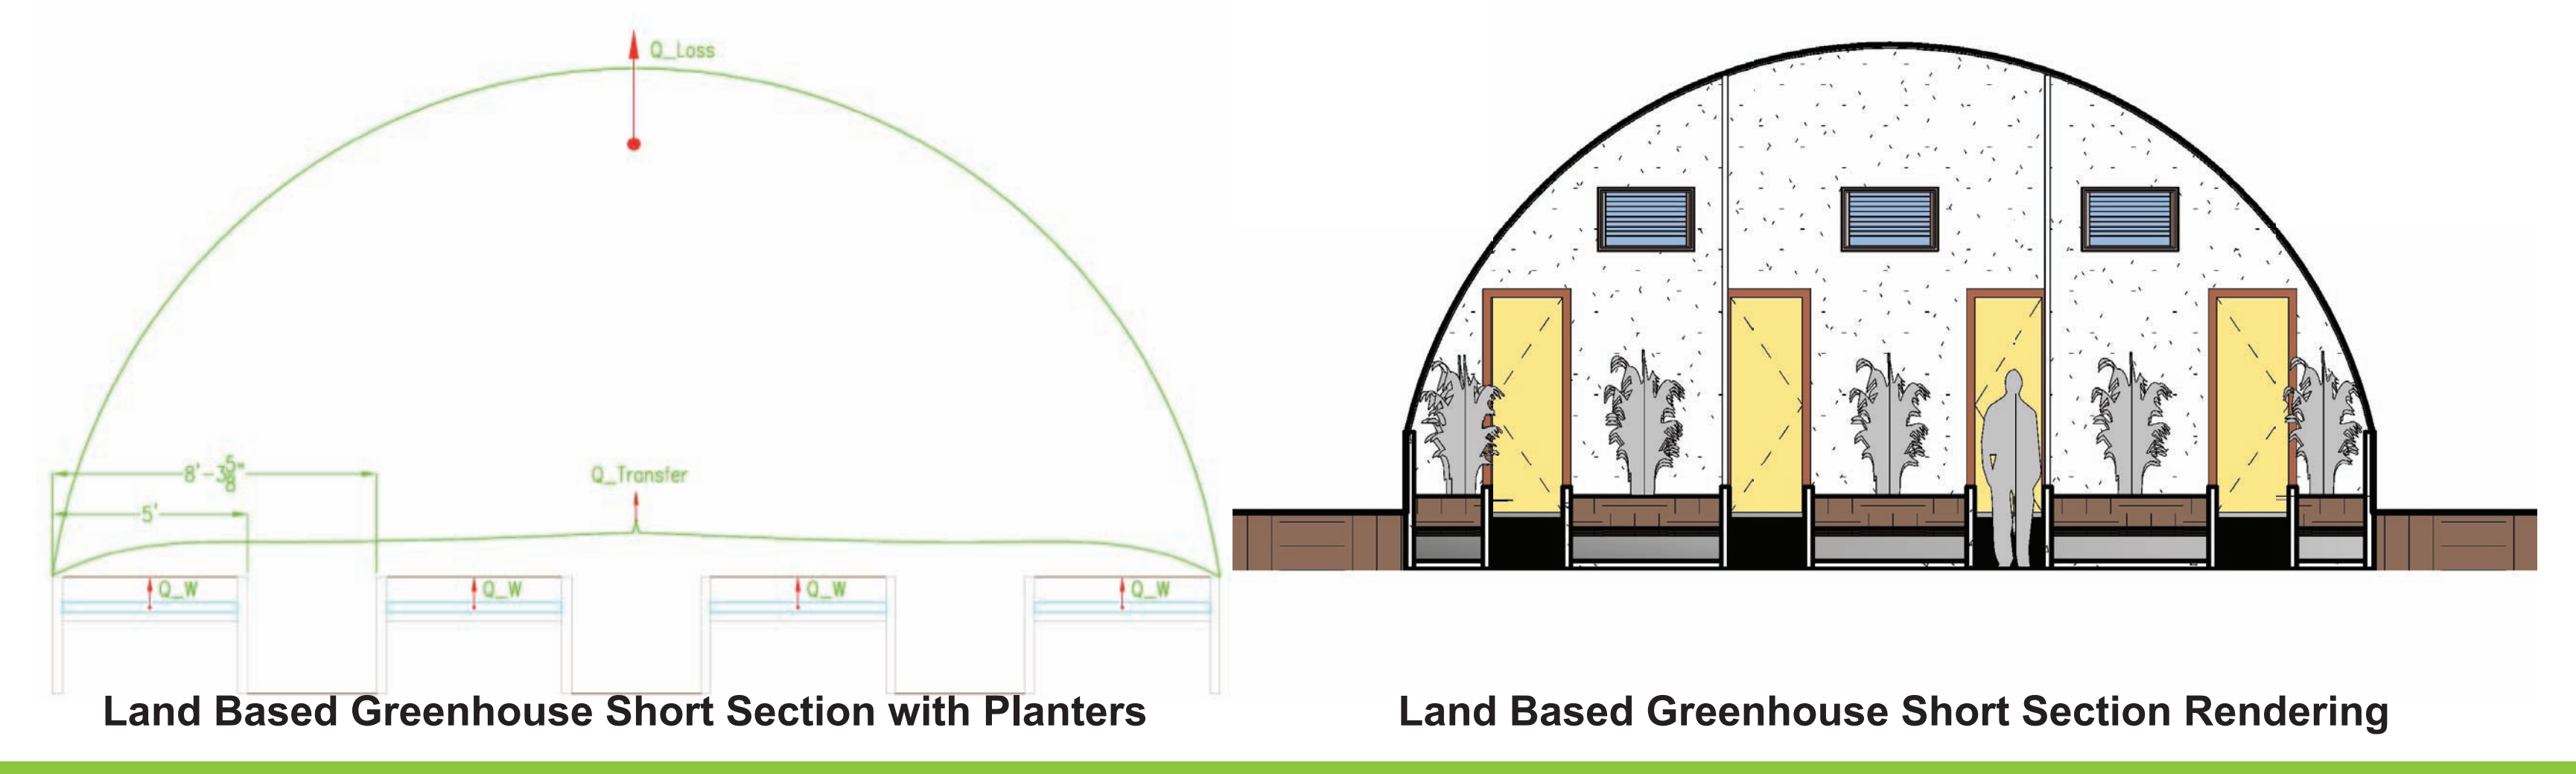 Q_Loss
8'-3 5/8"
Q_Transfer
5'
Q_W Q_W Q_W Q_W
Land Based Greenhouse Short Section with Planters
Land Based Greenhouse Short Section Rendering